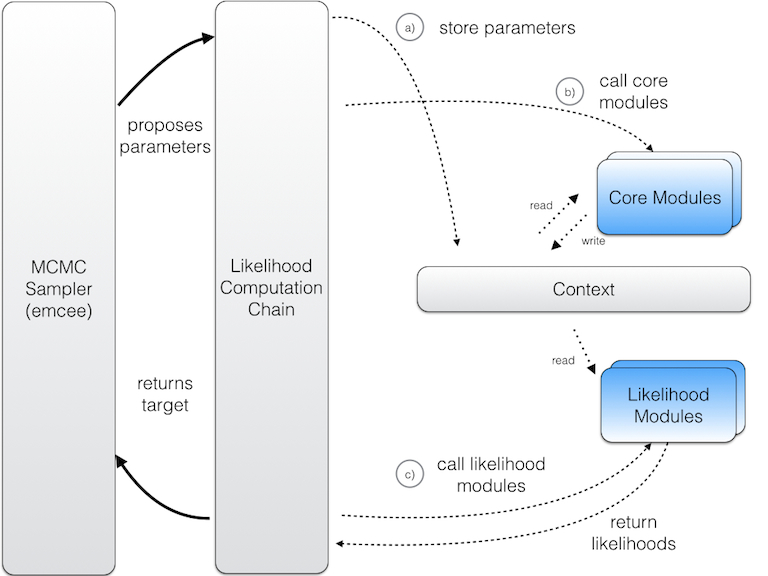 a) store parameters
b) call core
modules
proposes
parameters
Core Modules
read
write
MCMC
Sampler
(emcee)
Likelihood
Computation
Chain
Context
read
returns
target
Likelihood
Modules
c) call likelihood
modules
return
likelihoods